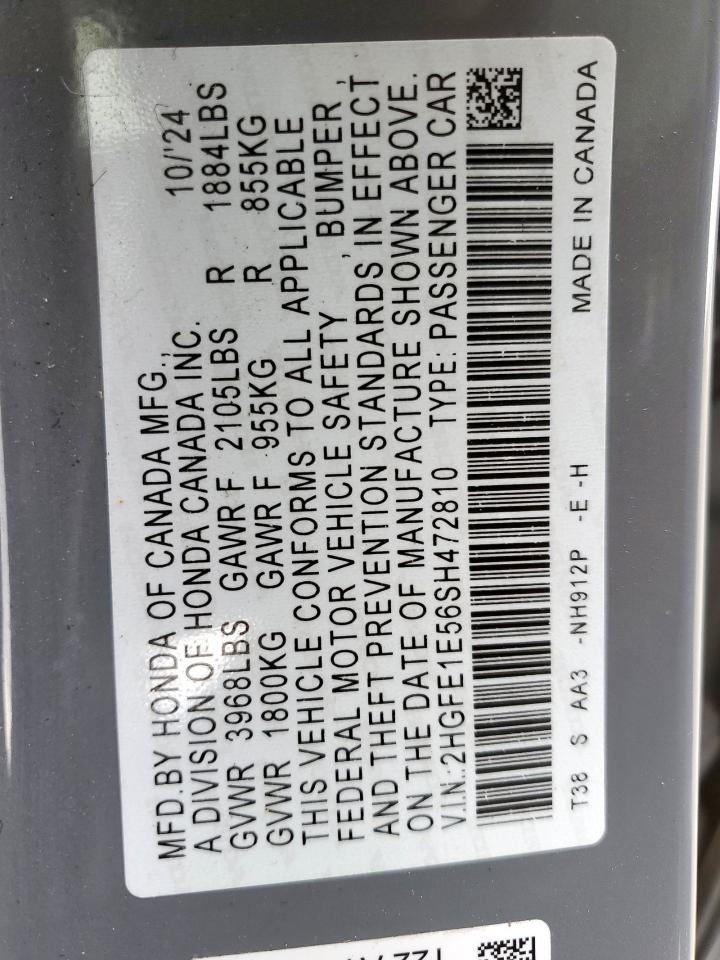 MFD.BY HONDA OF CANADA MFG., 10/'24
A DIVISION OF HONDA CANADA INC.
GVWR 3968LBS GAWR F 2105LBS R 1884LBS
GVWR 1800KG GAWR F 955KG R 855KG
THIS VEHICLE CONFORMS TO ALL APPLICABLE
FEDERAL MOTOR VEHICLE SAFETY, BUMPER,
AND THEFT PREVENTION STANDARDS IN EFFECT
ON THE DATE OF MANUFACTURE SHOWN ABOVE.
V.I.N.:2HGFE1E56SH472810 TYPE: PASSENGER CAR
T38 S AA3 -NH912P -E -H MADE IN CANADA